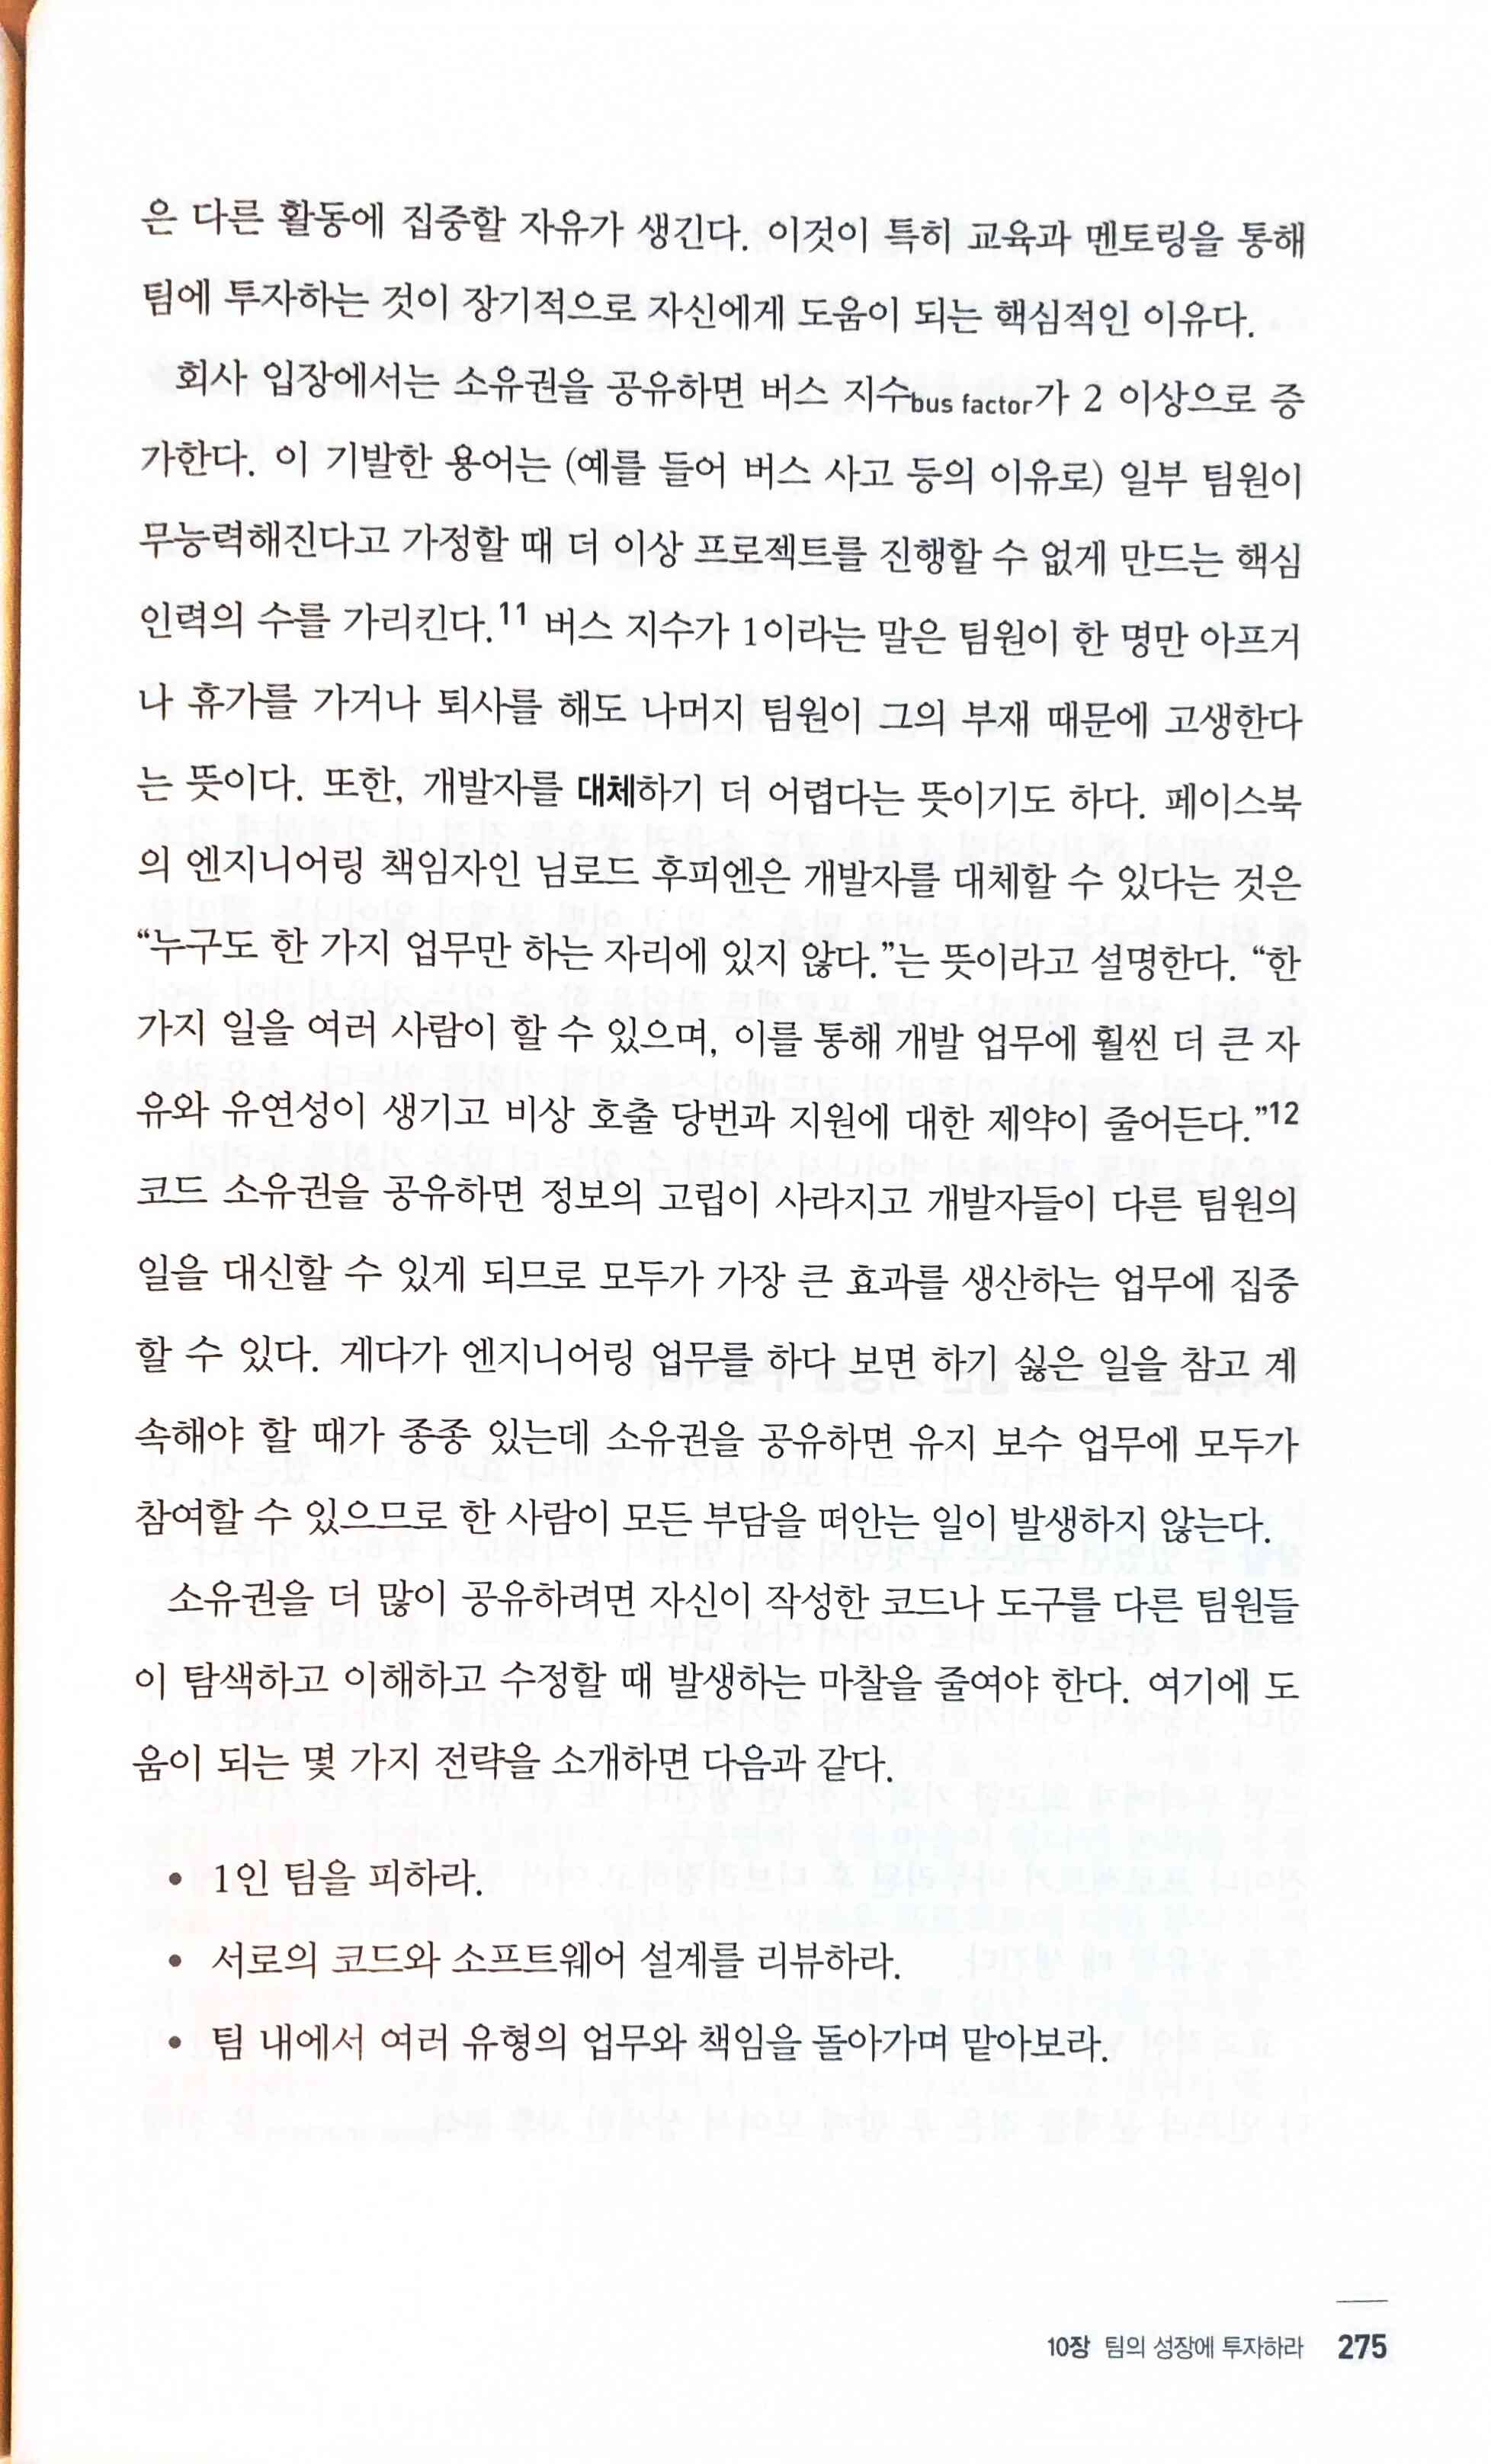 은 다른 활동에 집중할 자유가 생긴다. 이것이 특히 교육과 멘토링을 통해
팀에 투자하는 것이 장기적으로 자신에게 도움이 되는 핵심적인 이유다.
회사 입장에서는 소유권을 공유하면 버스 지수bus factor가 2 이상으로 증
가한다. 이 기발한 용어는 (예를 들어 버스 사고 등의 이유로) 일부 팀원이
무능력해진다고 가정할 때 더 이상 프로젝트를 진행할 수 없게 만드는 핵심
인력의 수를 가리킨다.11 버스 지수가 1이라는 말은 팀원이 한 명만 아프거
나 휴가를 가거나 퇴사를 해도 나머지 팀원이 그의 부재 때문에 고생한다
는 뜻이다. 또한, 개발자를 대체하기 더 어렵다는 뜻이기도 하다. 페이스북
의 엔지니어링 책임자인 님로드 후피엔은 개발자를 대체할 수 있다는 것은
“누구도 한 가지 업무만 하는 자리에 있지 않다.”는 뜻이라고 설명한다. “한
가지 일을 여러 사람이 할 수 있으며, 이를 통해 개발 업무에 훨씬 더 큰 자
유와 유연성이 생기고 비상 호출 당번과 지원에 대한 제약이 줄어든다.”12
코드 소유권을 공유하면 정보의 고립이 사라지고 개발자들이 다른 팀원의
일을 대신할 수 있게 되므로 모두가 가장 큰 효과를 생산하는 업무에 집중
할 수 있다. 게다가 엔지니어링 업무를 하다 보면 하기 싫은 일을 참고 계
속해야 할 때가 종종 있는데 소유권을 공유하면 유지 보수 업무에 모두가
참여할 수 있으므로 한 사람이 모든 부담을 떠안는 일이 발생하지 않는다.
소유권을 더 많이 공유하려면 자신이 작성한 코드나 도구를 다른 팀원들
이 탐색하고 이해하고 수정할 때 발생하는 마찰을 줄여야 한다. 여기에 도
움이 되는 몇 가지 전략을 소개하면 다음과 같다.
• 1인 팀을 피하라.
• 서로의 코드와 소프트웨어 설계를 리뷰하라.
• 팀 내에서 여러 유형의 업무와 책임을 돌아가며 맡아보라.
10장 팀의 성장에 투자하라 275